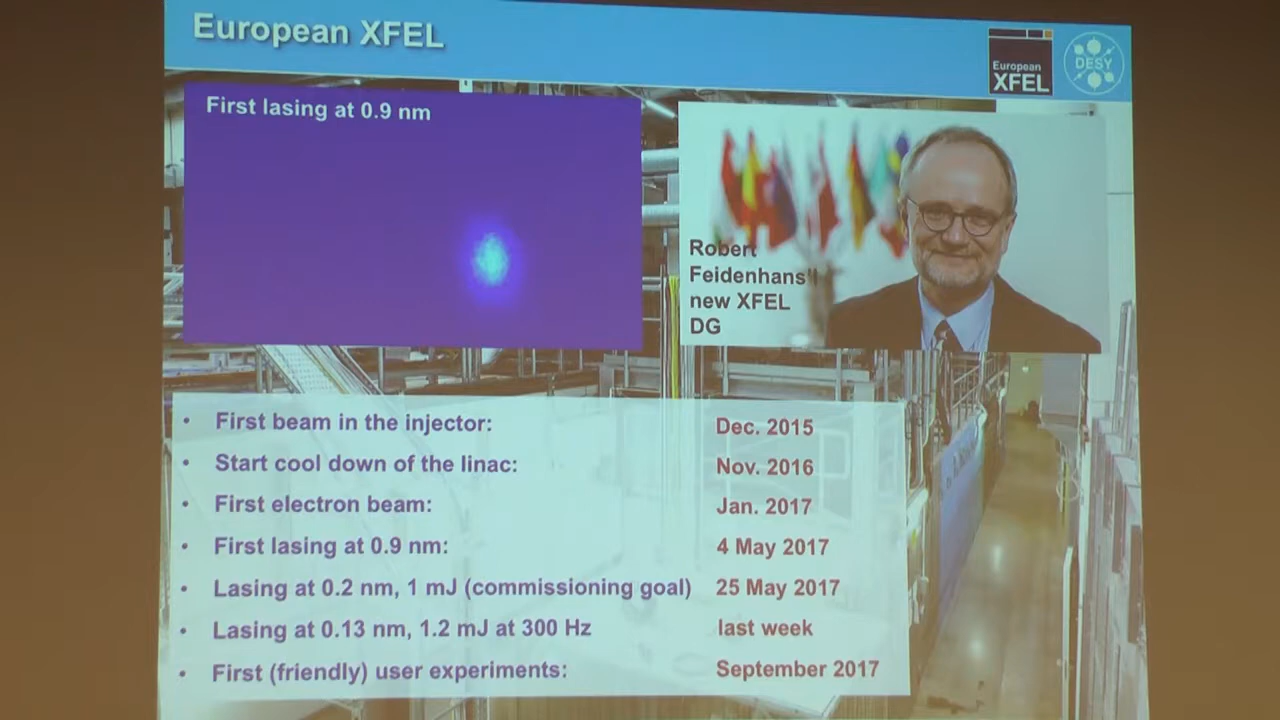 European XFEL
European
XFEL
DESY
First lasing at 0.9 nm
Robert
Feidenhans'l
new XFEL
DG
• First beam in the injector: Dec. 2015
• Start cool down of the linac: Nov. 2016
• First electron beam: Jan. 2017
• First lasing at 0.9 nm: 4 May 2017
• Lasing at 0.2 nm, 1 mJ (commissioning goal) 25 May 2017
• Lasing at 0.13 nm, 1.2 mJ at 300 Hz last week
• First (friendly) user experiments: September 2017